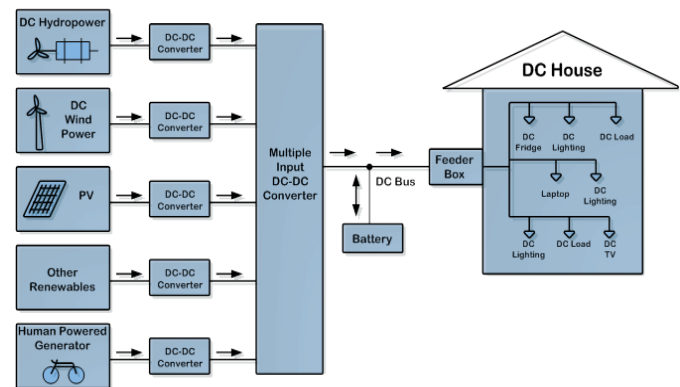 DC Hydropower
DC-DC
Converter
DC
Wind
Power
DC-DC
Converter
PV
DC-DC
Converter
Other
Renewables
DC-DC
Converter
Human Powered
Generator
DC-DC
Converter
Multiple
Input
DC-DC
Converter
DC Bus
Battery
Feeder
Box
DC House
DC
Fridge
DC
Lighting
DC Load
Laptop
DC
Lighting
DC
Lighting
DC Load
DC
TV